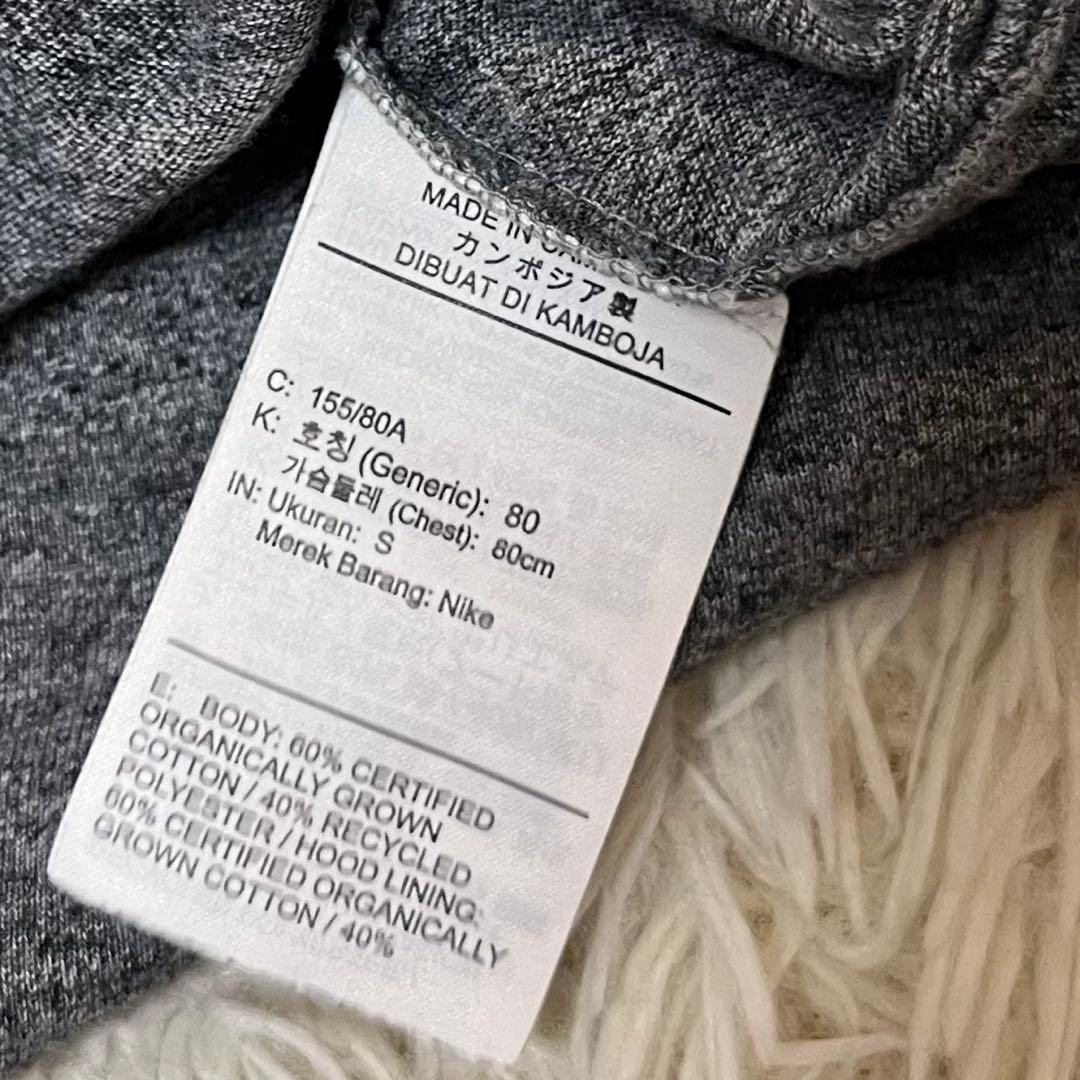 MADE IN CAM
カンボジア製
DIBUAT DI KAMBOJA
C: 155/80A
K: 호칭 (Generic): 80
가슴둘레 (Chest): 80cm
IN: Ukuran: S
Merek Barang: Nike
E: BODY: 60% CERTIFIED
ORGANICALLY GROWN
COTTON / 40% RECYCLED
POLYESTER / HOOD LINING:
60% CERTIFIED ORGANICALLY
GROWN COTTON / 40%